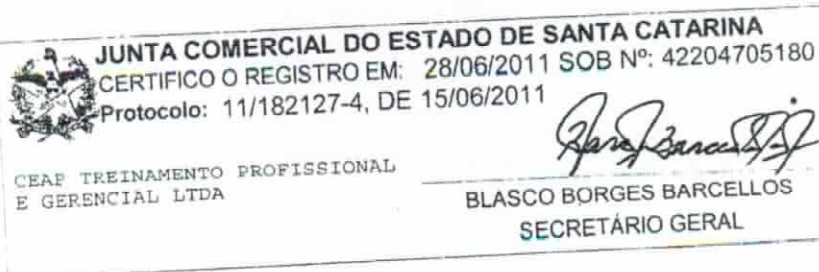 JUNTA COMERCIAL DO ESTADO DE SANTA CATARINA
CERTIFICO O REGISTRO EM: 28/06/2011 SOB Nº: 42204705180
Protocolo: 11/182127-4, DE 15/06/2011
CEAP TREINAMENTO PROFISSIONAL
E GERENCIAL LTDA
BLASCO BORGES BARCELLOS
SECRETÁRIO GERAL